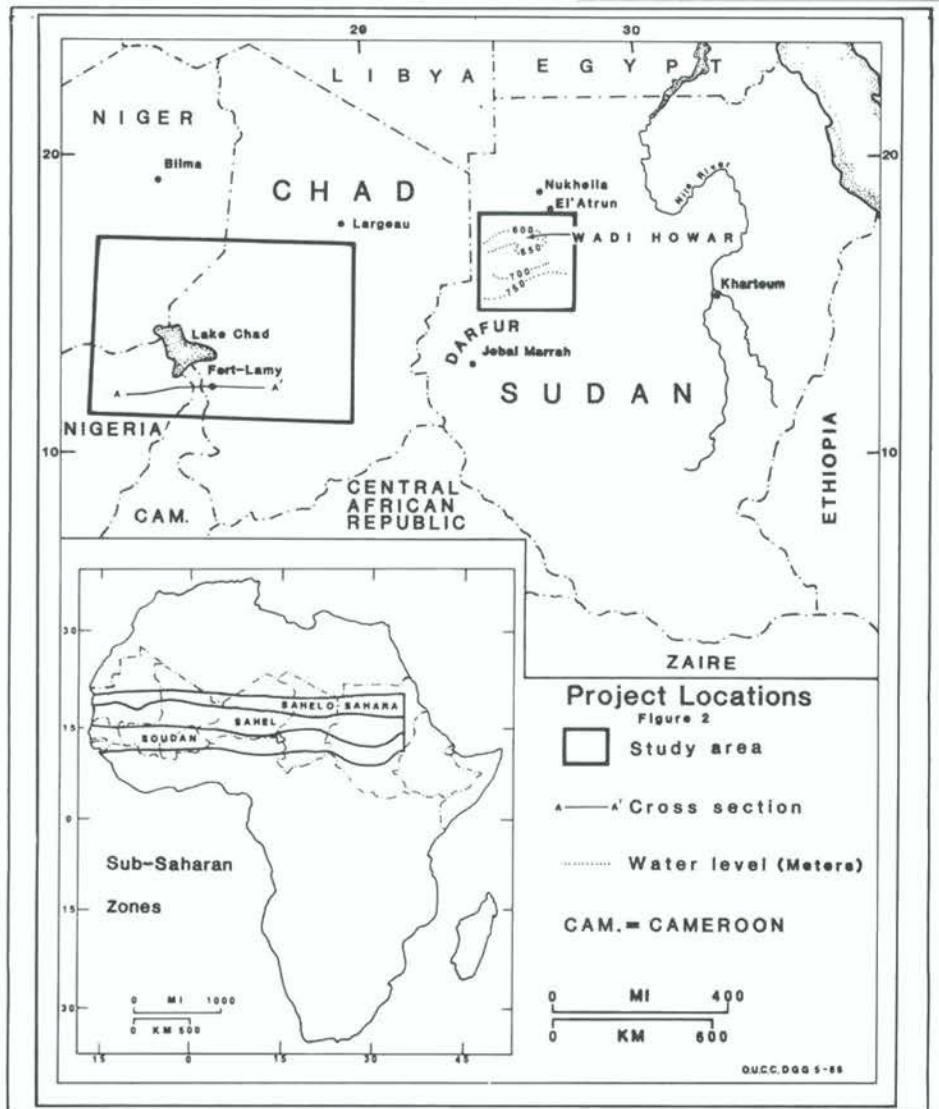 20
30
LIBYA
EGYPT
NIGER
20
20
Bilma
CHAD
Nukheila
El'Atrun
Nile River
Largeau
600
WADI HOWAR
650
700
750
Khartoum
Lake Chad
DARFUR
Jebal Marrah
Fort-Lamy
A
A'
SUDAN
NIGERIA
10
10
ETHIOPIA
CENTRAL
AFRICAN
REPUBLIC
CAM.
ZAIRE
30
SAHELO-SAHARA
SAHEL
15
SOUDAN
0
Sub-Saharan
Zones
15
30
0 MI 1000
0 KM 500
15 0 15 30 45
Project Locations
Figure 2
Study area
A A' Cross section
Water level (Meters)
CAM.= CAMEROON
0 MI 400
0 KM 600
O.U.C.C. DGG 5-86